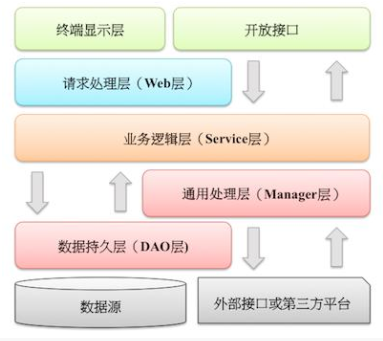 终端显示层
开放接口
请求处理层（Web层）
业务逻辑层（Service层）
通用处理层（Manager层）
数据持久层（DAO层)
数据源
外部接口或第三方平台